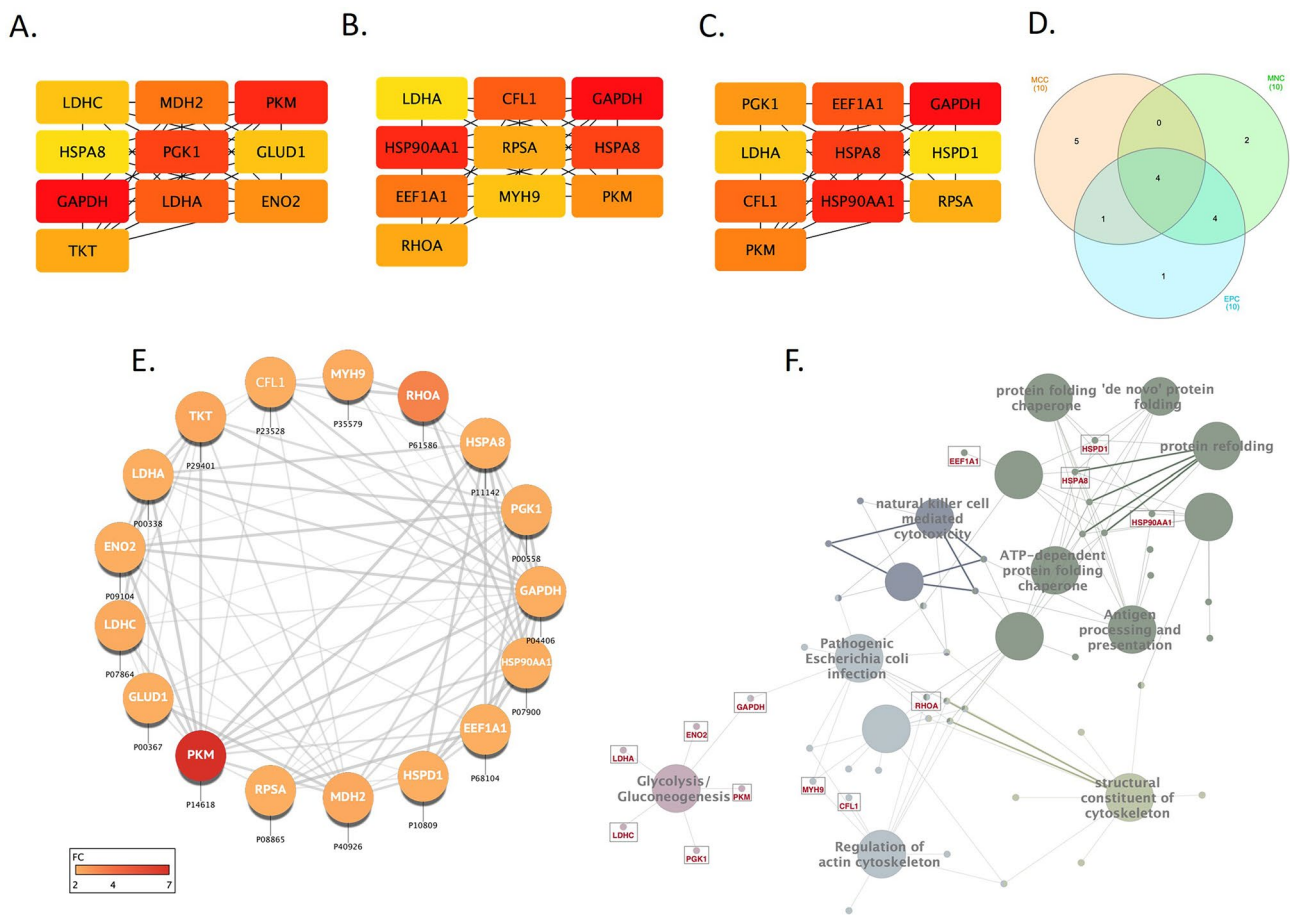 A.
LDHC
MDH2
PKM
HSPA8
PGK1
GLUD1
GAPDH
LDHA
ENO2
TKT
B.
LDHA
CFL1
GAPDH
HSP90AA1
RPSA
HSPA8
EEF1A1
MYH9
PKM
RHOA
C.
PGK1
EEF1A1
GAPDH
LDHA
HSPA8
HSPD1
CFL1
HSP90AA1
RPSA
PKM
D.
MCC
(10)
MNC
(10)
5
0
2
4
1
4
1
EPC
(10)
E.
MYH9
P35579
RHOA
P61586
HSPA8
P11142
PGK1
P00558
GAPDH
P04406
HSP90AA1
P07900
EEF1A1
P68104
HSPD1
P10809
MDH2
P40926
RPSA
P08865
PKM
P14618
GLUD1
P00367
LDHC
P07864
ENO2
P09104
LDHA
P00338
TKT
P29401
CFL1
P23528
FC
2
4
7
F.
protein folding
chaperone
'de novo' protein
folding
protein refolding
HSPD1
EEF1A1
HSPA8
HSP90AA1
natural killer cell
mediated
cytotoxicity
ATP-dependent
protein folding
chaperone
Antigen
processing and
presentation
Pathogenic
Escherichia coli
infection
GAPDH
RHOA
ENO2
LDHA
Glycolysis/
Gluconeogenesis
PKM
LDHC
PGK1
MYH9
CFL1
structural
constituent of
cytoskeleton
Regulation of
actin cytoskeleton